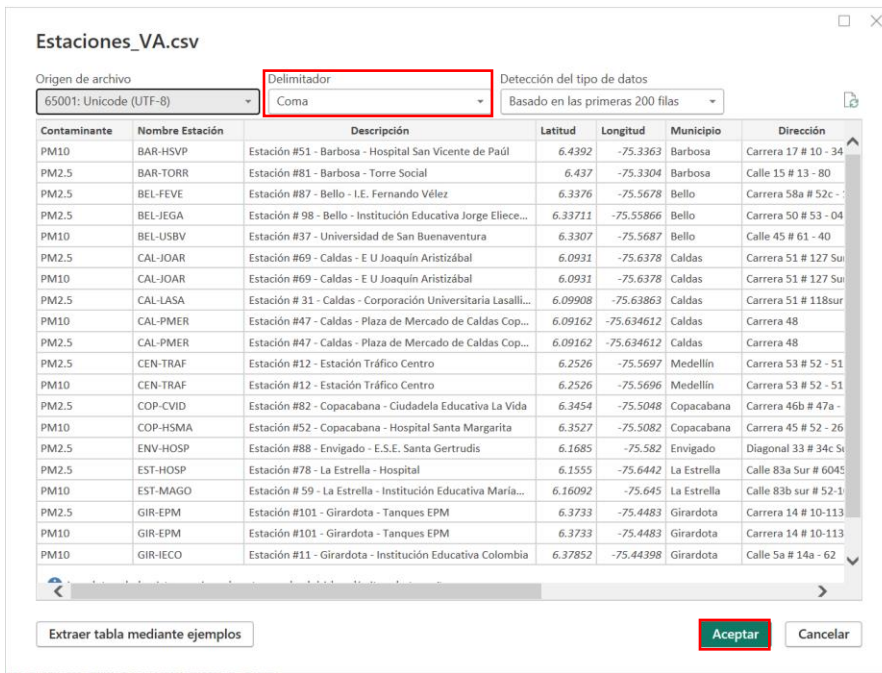 Estaciones_VA.csv
Origen de archivo Delimitador Detección del tipo de datos
65001: Unicode (UTF-8) Coma Basado en las primeras 200 filas
Contaminante Nombre Estación Descripción Latitud Longitud Municipio Dirección
PM10 BAR-HSVP Estación #51 - Barbosa - Hospital San Vicente de Paúl 6.4392 -75.3363 Barbosa Carrera 17 # 10 - 34
PM2.5 BAR-TORR Estación #81 - Barbosa - Torre Social 6.437 -75.3304 Barbosa Calle 15 # 13 - 80
PM2.5 BEL-FEVE Estación #87 - Bello - I.E. Fernando Vélez 6.3376 -75.5678 Bello Carrera 58a # 52c -
PM2.5 BEL-JEGA Estación # 98 - Bello - Institución Educativa Jorge Eliece... 6.33711 -75.55866 Bello Carrera 50 # 53 - 04
PM10 BEL-USBV Estación #37 - Universidad de San Buenaventura 6.3307 -75.5687 Bello Calle 45 # 61 - 40
PM2.5 CAL-JOAR Estación #69 - Caldas - E U Joaquín Aristizábal 6.0931 -75.6378 Caldas Carrera 51 # 127 Su
PM10 CAL-JOAR Estación #69 - Caldas - E U Joaquín Aristizábal 6.0931 -75.6378 Caldas Carrera 51 # 127 Su
PM2.5 CAL-LASA Estación # 31 - Caldas - Corporación Universitaria Lasalli... 6.09908 -75.63863 Caldas Carrera 51 # 118sur
PM10 CAL-PMER Estación #47 - Caldas - Plaza de Mercado de Caldas Cop... 6.09162 -75.634612 Caldas Carrera 48
PM2.5 CAL-PMER Estación #47 - Caldas - Plaza de Mercado de Caldas Cop... 6.09162 -75.634612 Caldas Carrera 48
PM2.5 CEN-TRAF Estación #12 - Estación Tráfico Centro 6.2526 -75.5697 Medellín Carrera 53 # 52 - 51
PM10 CEN-TRAF Estación #12 - Estación Tráfico Centro 6.2526 -75.5696 Medellín Carrera 53 # 52 - 51
PM2.5 COP-CVID Estación #82 - Copacabana - Ciudadela Educativa La Vida 6.3454 -75.5048 Copacabana Carrera 46b # 47a -
PM10 COP-HSMA Estación #52 - Copacabana - Hospital Santa Margarita 6.3527 -75.5082 Copacabana Carrera 45 # 52 - 26
PM2.5 ENV-HOSP Estación #88 - Envigado - E.S.E. Santa Gertrudis 6.1685 -75.582 Envigado Diagonal 33 # 34c Su
PM2.5 EST-HOSP Estación #78 - La Estrella - Hospital 6.1555 -75.6442 La Estrella Calle 83a Sur # 6045
PM10 EST-MAGO Estación # 59 - La Estrella - Institución Educativa María... 6.16092 -75.645 La Estrella Calle 83b sur # 52-1
PM2.5 GIR-EPM Estación #101 - Girardota - Tanques EPM 6.3733 -75.4483 Girardota Carrera 14 # 10-113
PM10 GIR-EPM Estación #101 - Girardota - Tanques EPM 6.3733 -75.4483 Girardota Carrera 14 # 10-113
PM10 GIR-IECO Estación #11 - Girardota - Institución Educativa Colombia 6.37852 -75.44398 Girardota Calle 5a # 14a - 62
Extraer tabla mediante ejemplos Aceptar Cancelar